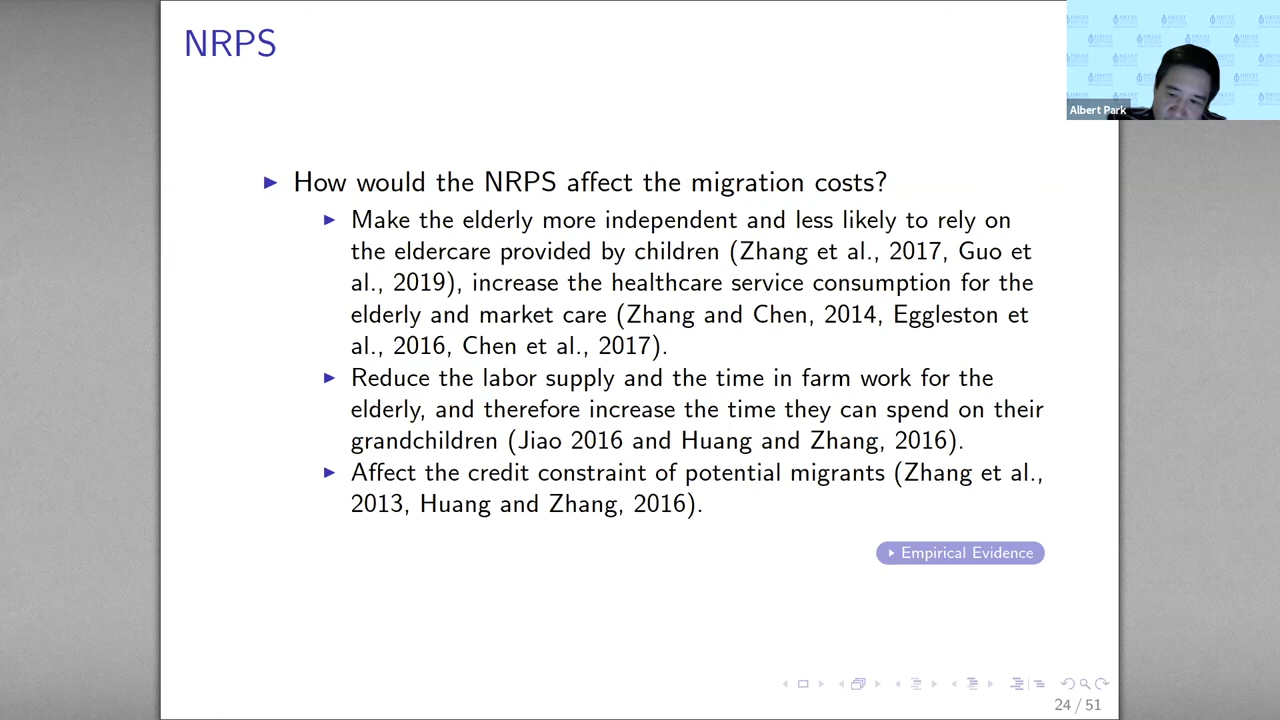 NRPS
Albert Park
How would the NRPS affect the migration costs?
Make the elderly more independent and less likely to rely on
the eldercare provided by children (Zhang et al., 2017, Guo et
al., 2019), increase the healthcare service consumption for the
elderly and market care (Zhang and Chen, 2014, Eggleston et
al., 2016, Chen et al., 2017).
Reduce the labor supply and the time in farm work for the
elderly, and therefore increase the time they can spend on their
grandchildren (Jiao 2016 and Huang and Zhang, 2016).
Affect the credit constraint of potential migrants (Zhang et al.,
2013, Huang and Zhang, 2016).
Empirical Evidence
24 / 51